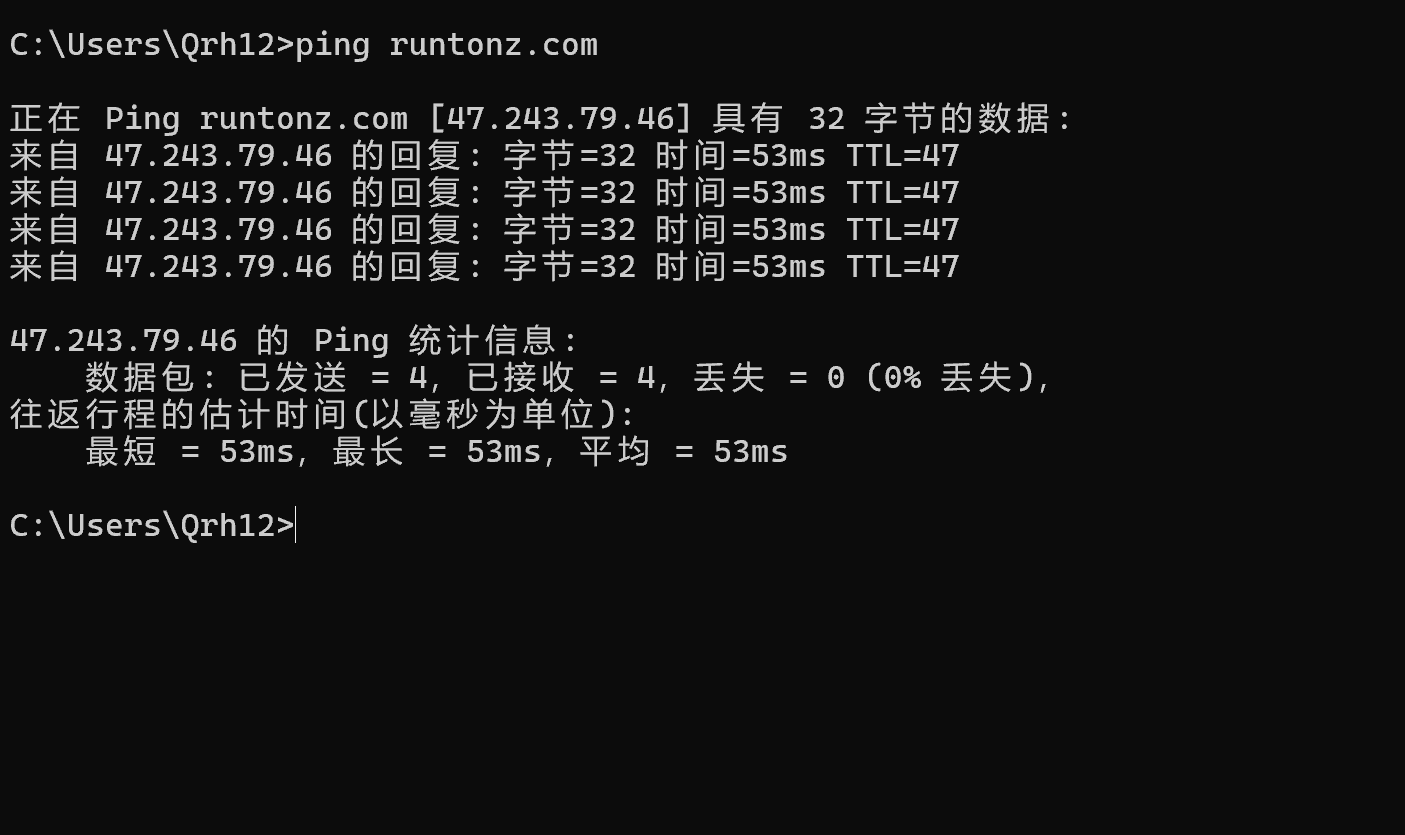 C:\Users\Qrh12>ping runtonz.com
正在 Ping runtonz.com [47.243.79.46] 具有 32 字节的数据:
来自 47.243.79.46 的回复: 字节=32 时间=53ms TTL=47
来自 47.243.79.46 的回复: 字节=32 时间=53ms TTL=47
来自 47.243.79.46 的回复: 字节=32 时间=53ms TTL=47
来自 47.243.79.46 的回复: 字节=32 时间=53ms TTL=47
47.243.79.46 的 Ping 统计信息:
数据包: 已发送 = 4，已接收 = 4，丢失 = 0 (0% 丢失)，
往返行程的估计时间(以毫秒为单位):
最短 = 53ms，最长 = 53ms，平均 = 53ms
C:\Users\Qrh12>